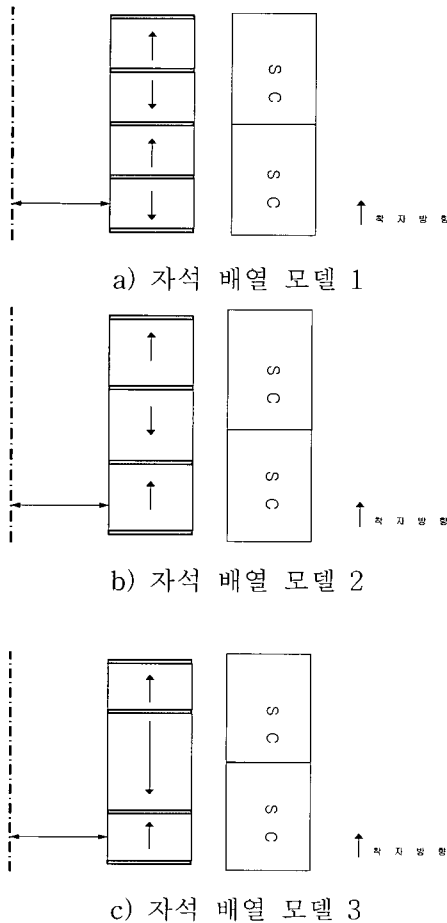 S C
S C
착 자 방 향
a) 자석 배열 모델 1
S C
S C
착 자 방 향
b) 자석 배열 모델 2
S C
S C
착 자 방 향
c) 자석 배열 모델 3